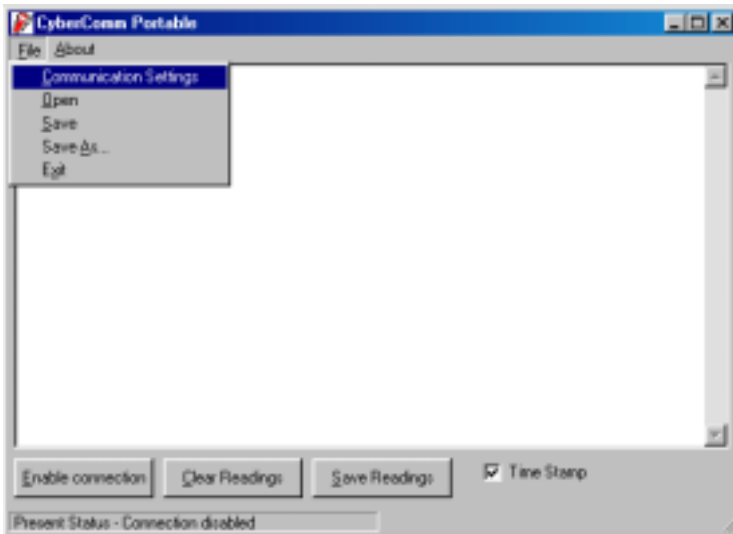 CyberComm Portable
File About
Communication Settings
Open
Save
Save As...
Exit
Enable connection Clear Readings Save Readings Time Stamp
Present Status - Connection disabled